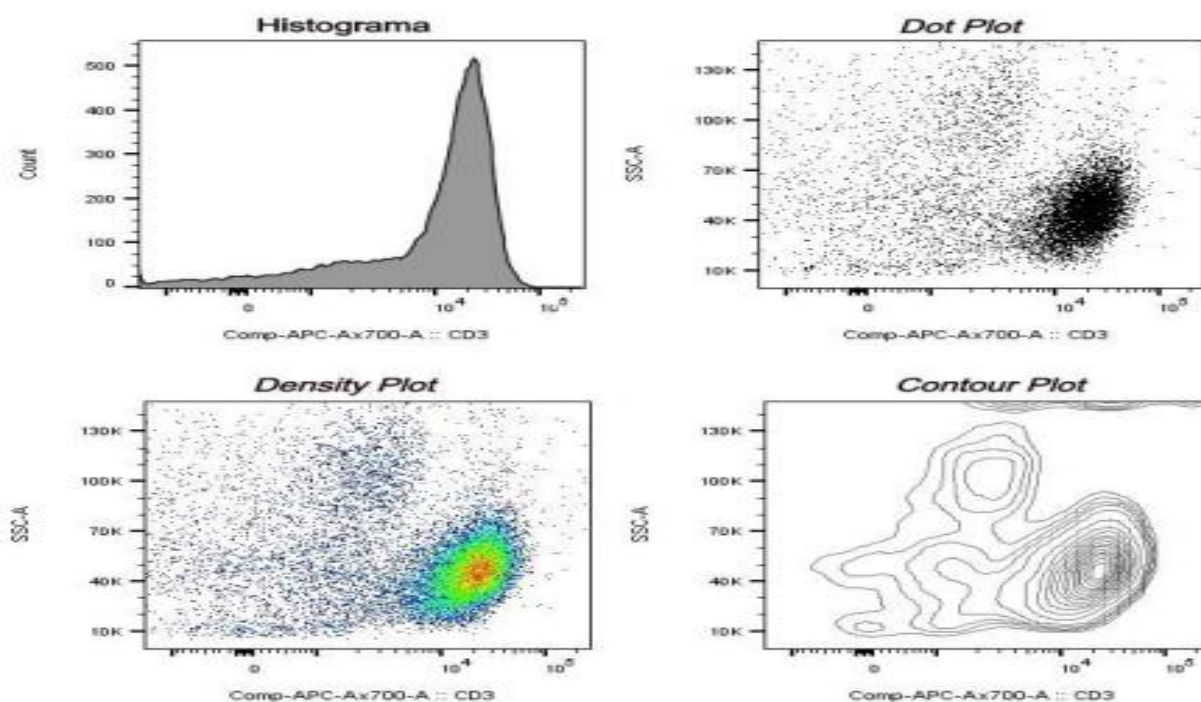 Histograma
500
400
300
200
100
0
Count
0 10^4 10^5
Comp-APC-Ax700-A :: CD3
Dot Plot
130K
100K
70K
40K
10K
SSC-A
0 10^4 10^5
Comp-APC-Ax700-A :: CD3
Density Plot
130K
100K
70K
40K
10K
SSC-A
0 10^4 10^5
Comp-APC-Ax700-A :: CD3
Contour Plot
130K
100K
70K
40K
10K
SSC-A
0 10^4 10^5
Comp-APC-Ax700-A :: CD3